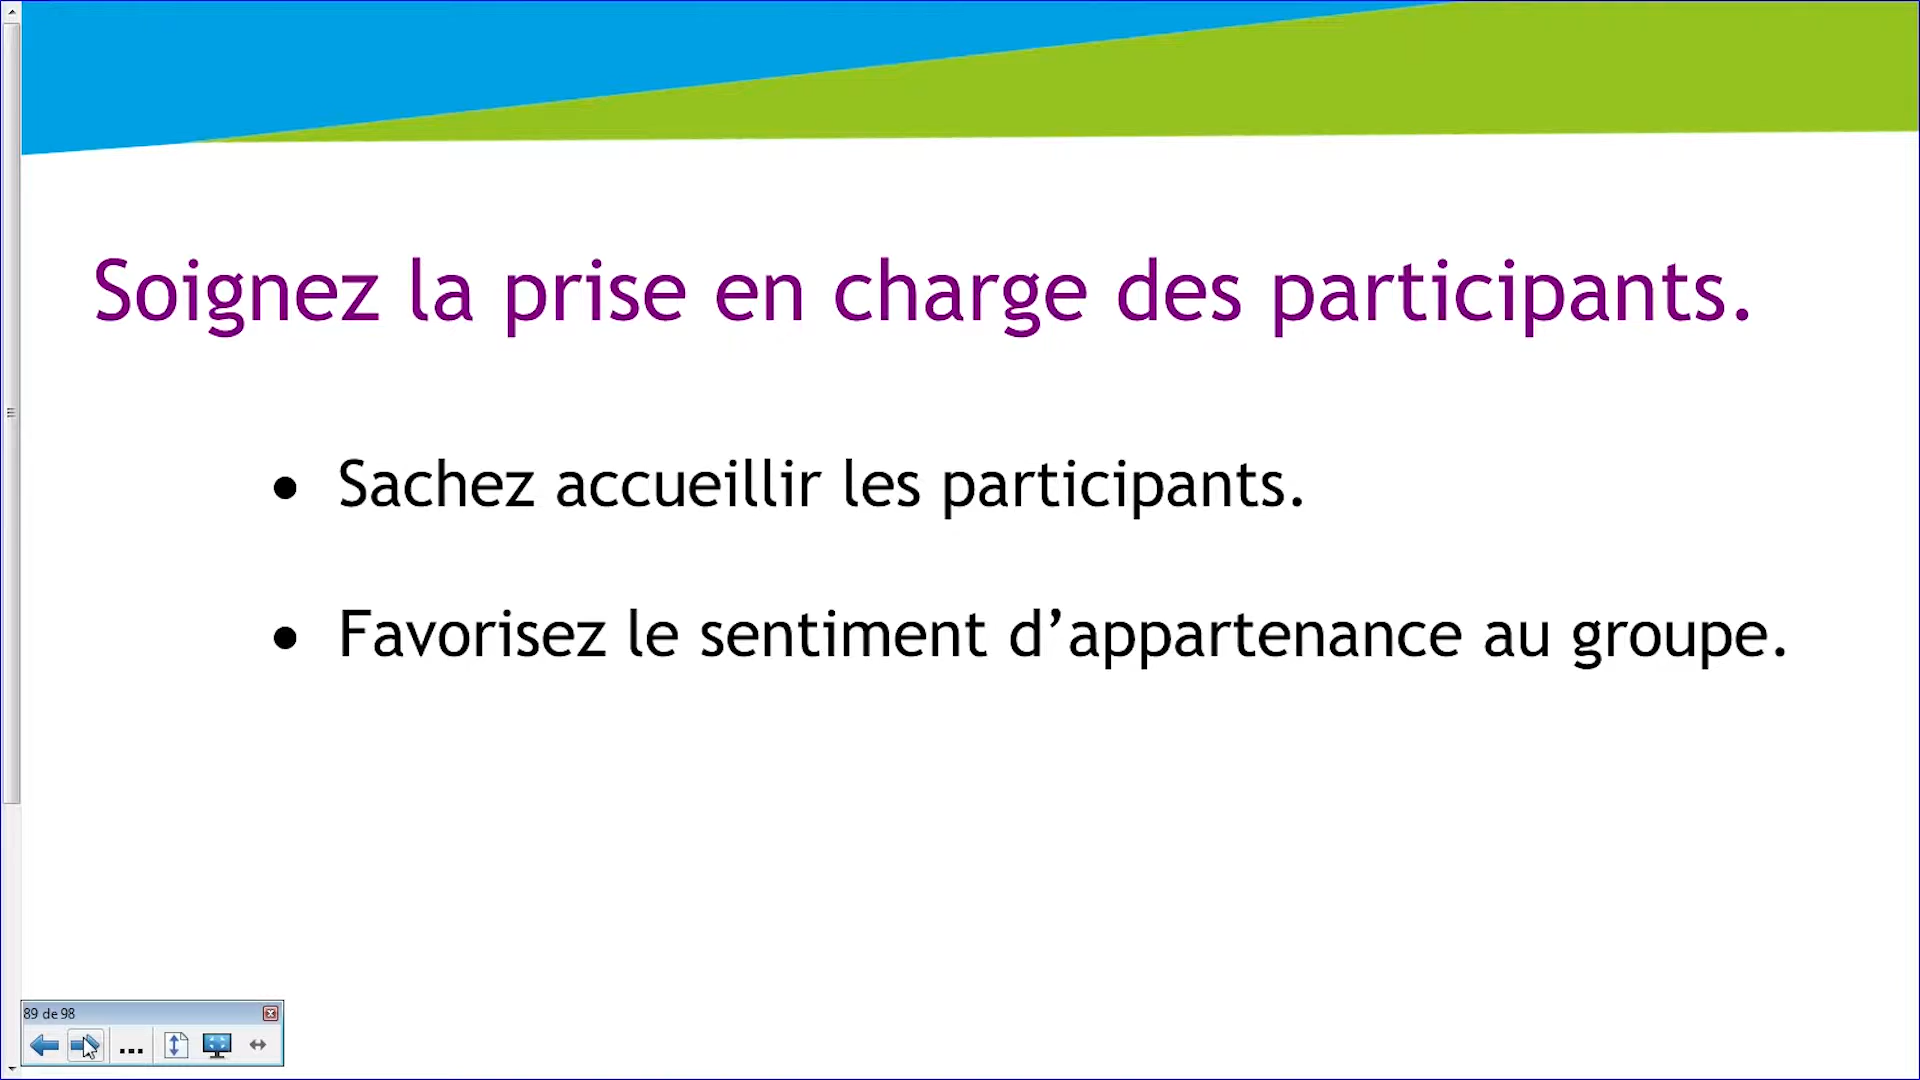 Soignez la prise en charge des participants.
• Sachez accueillir les participants.
• Favorisez le sentiment d’appartenance au groupe.
89 de 98
...